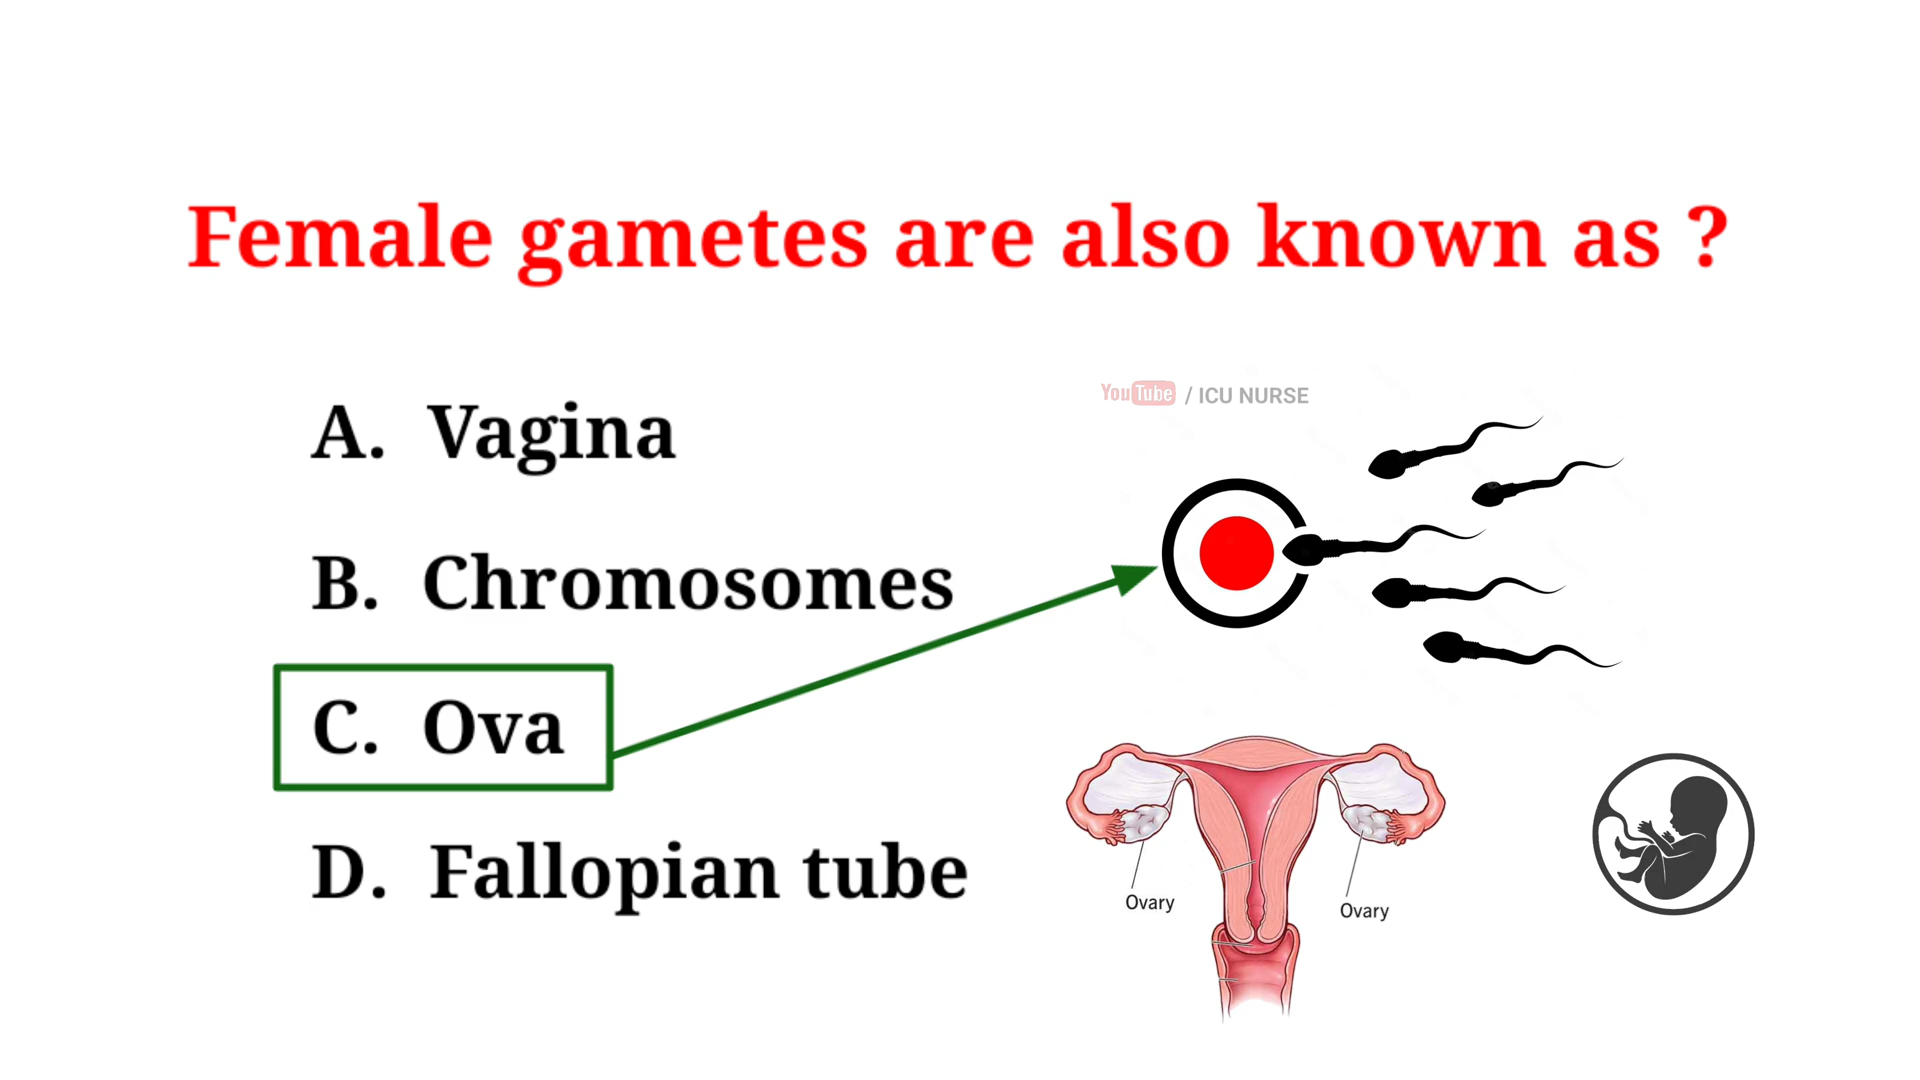 Female gametes are also known as ?
A. Vagina
B. Chromosomes
C. Ova
D. Fallopian tube
YouTube / ICU NURSE
Ovary
Ovary